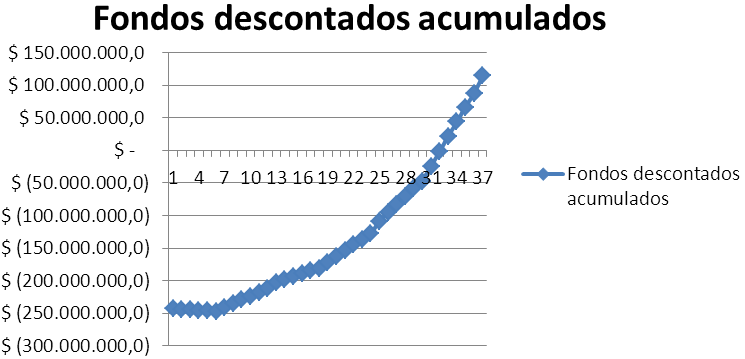 Fondos descontados acumulados
$ 150.000.000,0
$ 100.000.000,0
$ 50.000.000,0
$ -
$ (50.000.000,0)
$ (100.000.000,0)
$ (150.000.000,0)
$ (200.000.000,0)
$ (250.000.000,0)
$ (300.000.000,0)
1 4 7 10 13 16 19 22 25 28 31 34 37
Fondos descontados
acumulados